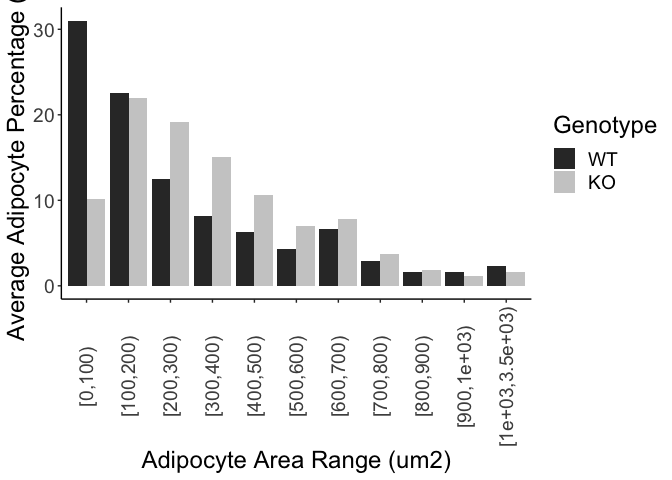 Average Adipocyte Percentage (
30
20
10
0
[0,100)
[100,200)
[200,300)
[300,400)
[400,500)
[500,600)
[600,700)
[700,800)
[800,900)
[900,1e+03)
[1e+03,3.5e+03)
Adipocyte Area Range (um2)
Genotype
WT
KO